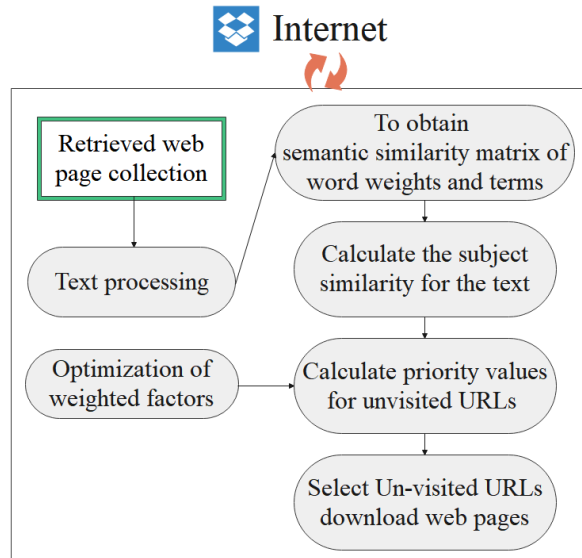 Internet
Retrieved web
page collection
Text processing
To obtain
semantic similarity matrix of
word weights and terms
Calculate the subject
similarity for the text
Optimization of
weighted factors
Calculate priority values
for unvisited URLs
Select Un-visited URLs
download web pages